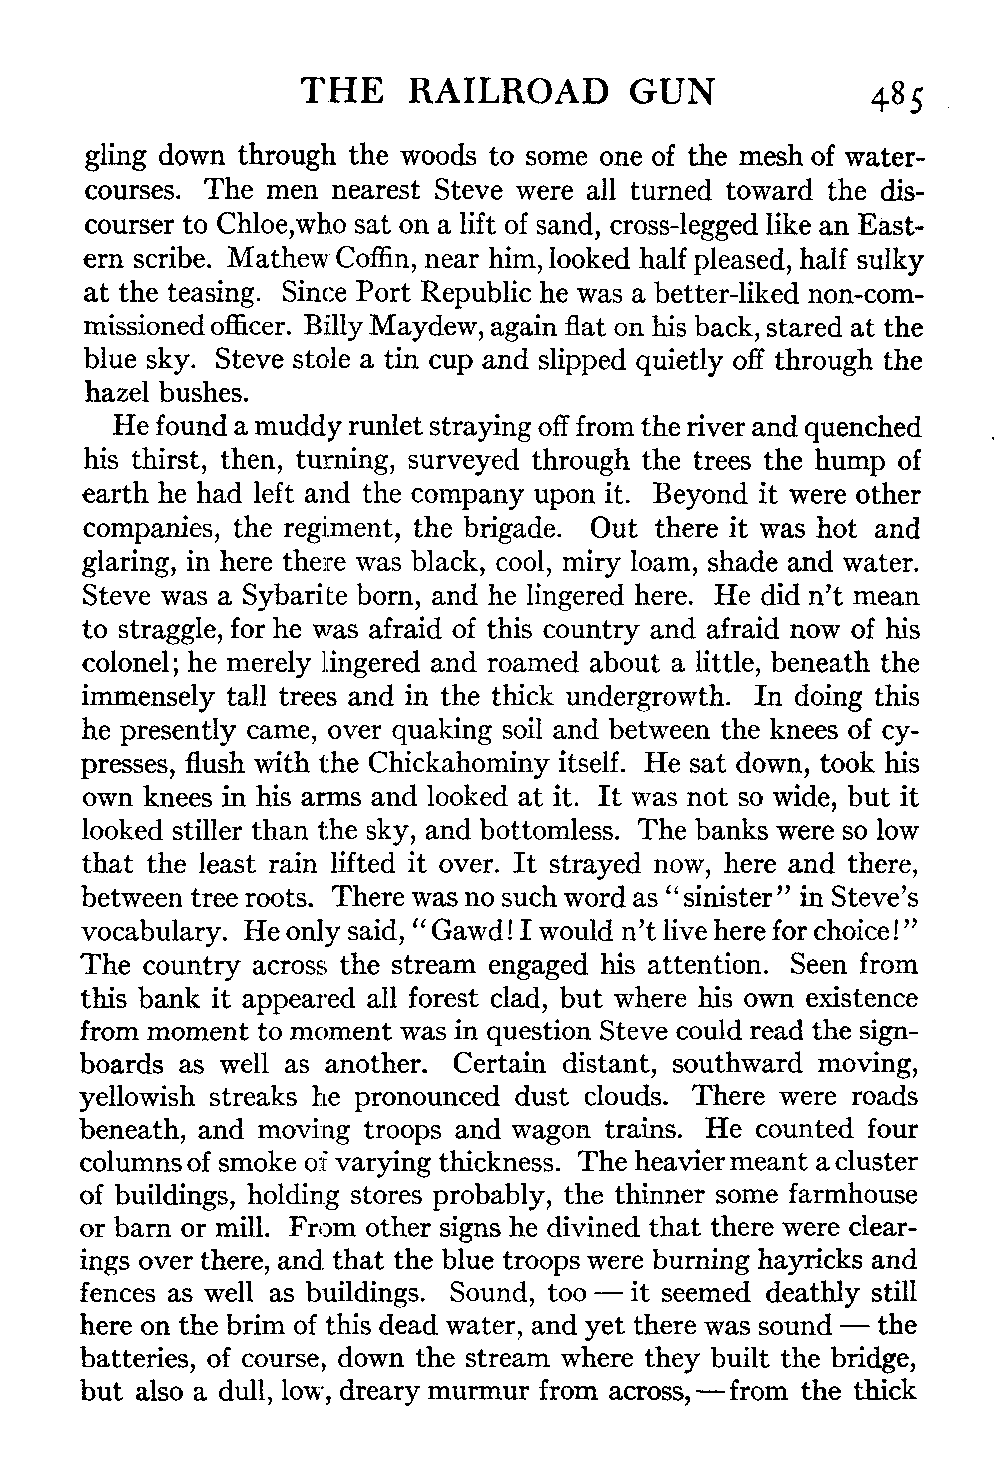 THE RAILROAD GUN 485
gling down through the woods to some one of the mesh of water-
courses. The men nearest Steve were all turned toward the dis-
courser to Chloe, who sat on a lift of sand, cross-legged like an East-
ern scribe. Mathew Coffin, near him, looked half pleased, half sulky
at the teasing. Since Port Republic he was a better-liked non-com-
missioned officer. Billy Maydew, again flat on his back, stared at the
blue sky. Steve stole a tin cup and slipped quietly off through the
hazel bushes.
He found a muddy runlet straying off from the river and quenched
his thirst, then, turning, surveyed through the trees the hump of
earth he had left and the company upon it. Beyond it were other
companies, the regiment, the brigade. Out there it was hot and
glaring, in here there was black, cool, miry loam, shade and water.
Steve was a Sybarite born, and he lingered here. He did n't mean
to straggle, for he was afraid of this country and afraid now of his
colonel; he merely lingered and roamed about a little, beneath the
immensely tall trees and in the thick undergrowth. In doing this
he presently came, over quaking soil and between the knees of cy-
presses, flush with the Chickahominy itself. He sat down, took his
own knees in his arms and looked at it. It was not so wide, but it
looked stiller than the sky, and bottomless. The banks were so low
that the least rain lifted it over. It strayed now, here and there,
between tree roots. There was no such word as "sinister" in Steve's
vocabulary. He only said, "Gawd! I would n't live here for choice!"
The country across the stream engaged his attention. Seen from
this bank it appeared all forest clad, but where his own existence
from moment to moment was in question Steve could read the sign-
boards as well as another. Certain distant, southward moving,
yellowish streaks he pronounced dust clouds. There were roads
beneath, and moving troops and wagon trains. He counted four
columns of smoke of varying thickness. The heavier meant a cluster
of buildings, holding stores probably, the thinner some farmhouse
or barn or mill. From other signs he divined that there were clear-
ings over there, and that the blue troops were burning hayricks and
fences as well as buildings. Sound, too — it seemed deathly still
here on the brim of this dead water, and yet there was sound — the
batteries, of course, down the stream where they built the bridge,
but also a dull, low, dreary murmur from across, — from the thick